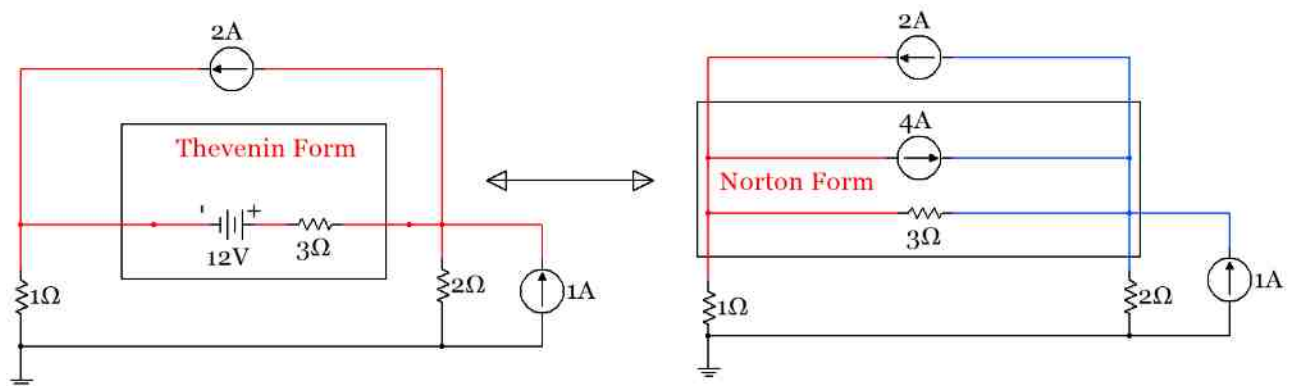 2A
Thevenin Form
- +
12V
3Ω
1Ω
2Ω
1A
2A
4A
Norton Form
3Ω
1Ω
2Ω
1A